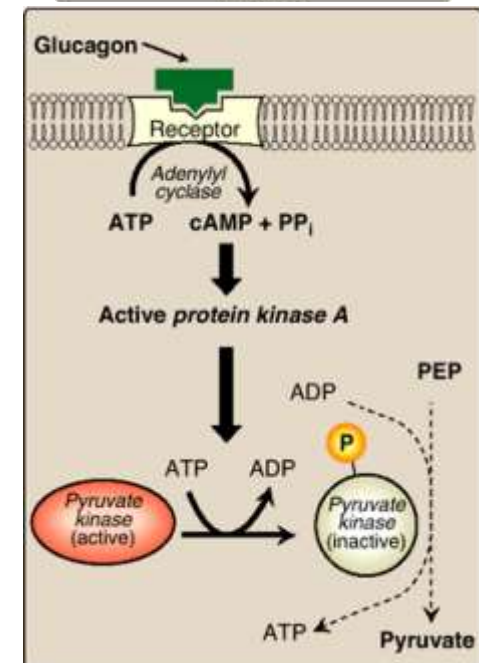 Glucagon
Receptor
Adenylyl
cyclase
ATP
cAMP + PPi
Active protein kinase A
PEP
ADP
P
ATP
ADP
Pyruvate
kinase
(active)
Pyruvate
kinase
(inactive)
ATP
Pyruvate